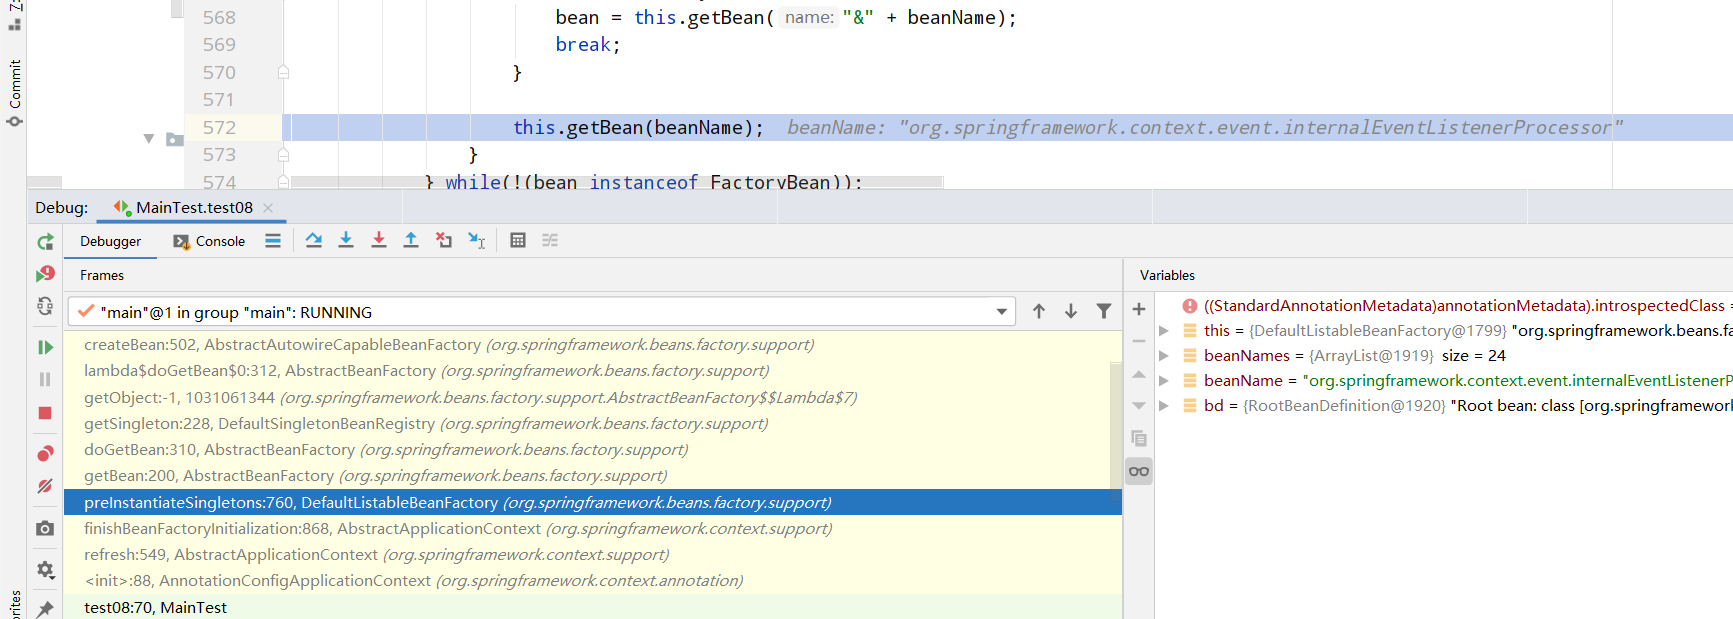 568 bean = this.getBean( name: "&" + beanName);
569 break;
570 }
571
572 this.getBean(beanName); beanName: "org.springframework.context.event.internalEventListenerProcessor"
573 }
574 } while(!(bean instanceof FactoryBean));
Commit
Debug: MainTest.test08
Debugger Console
Frames
Variables
"main"@1 in group "main": RUNNING
createBean:502, AbstractAutowireCapableBeanFactory (org.springframework.beans.factory.support)
lambda$doGetBean$0:312, AbstractBeanFactory (org.springframework.beans.factory.support)
getObject:-1, 1031061344 (org.springframework.beans.factory.support.AbstractBeanFactory$$Lambda$7)
getSingleton:228, DefaultSingletonBeanRegistry (org.springframework.beans.factory.support)
doGetBean:310, AbstractBeanFactory (org.springframework.beans.factory.support)
getBean:200, AbstractBeanFactory (org.springframework.beans.factory.support)
preInstantiateSingletons:760, DefaultListableBeanFactory (org.springframework.beans.factory.support)
finishBeanFactoryInitialization:868, AbstractApplicationContext (org.springframework.context.support)
refresh:549, AbstractApplicationContext (org.springframework.context.support)
<init>:88, AnnotationConfigApplicationContext (org.springframework.context.annotation)
test08:70, MainTest
((StandardAnnotationMetadata)annotationMetadata).introspectedClass =
this = {DefaultListableBeanFactory@1799} "org.springframework.beans.fa
beanNames = {ArrayList@1919} size = 24
beanName = "org.springframework.context.event.internalEventListenerP
bd = {RootBeanDefinition@1920} "Root bean: class [org.springframework